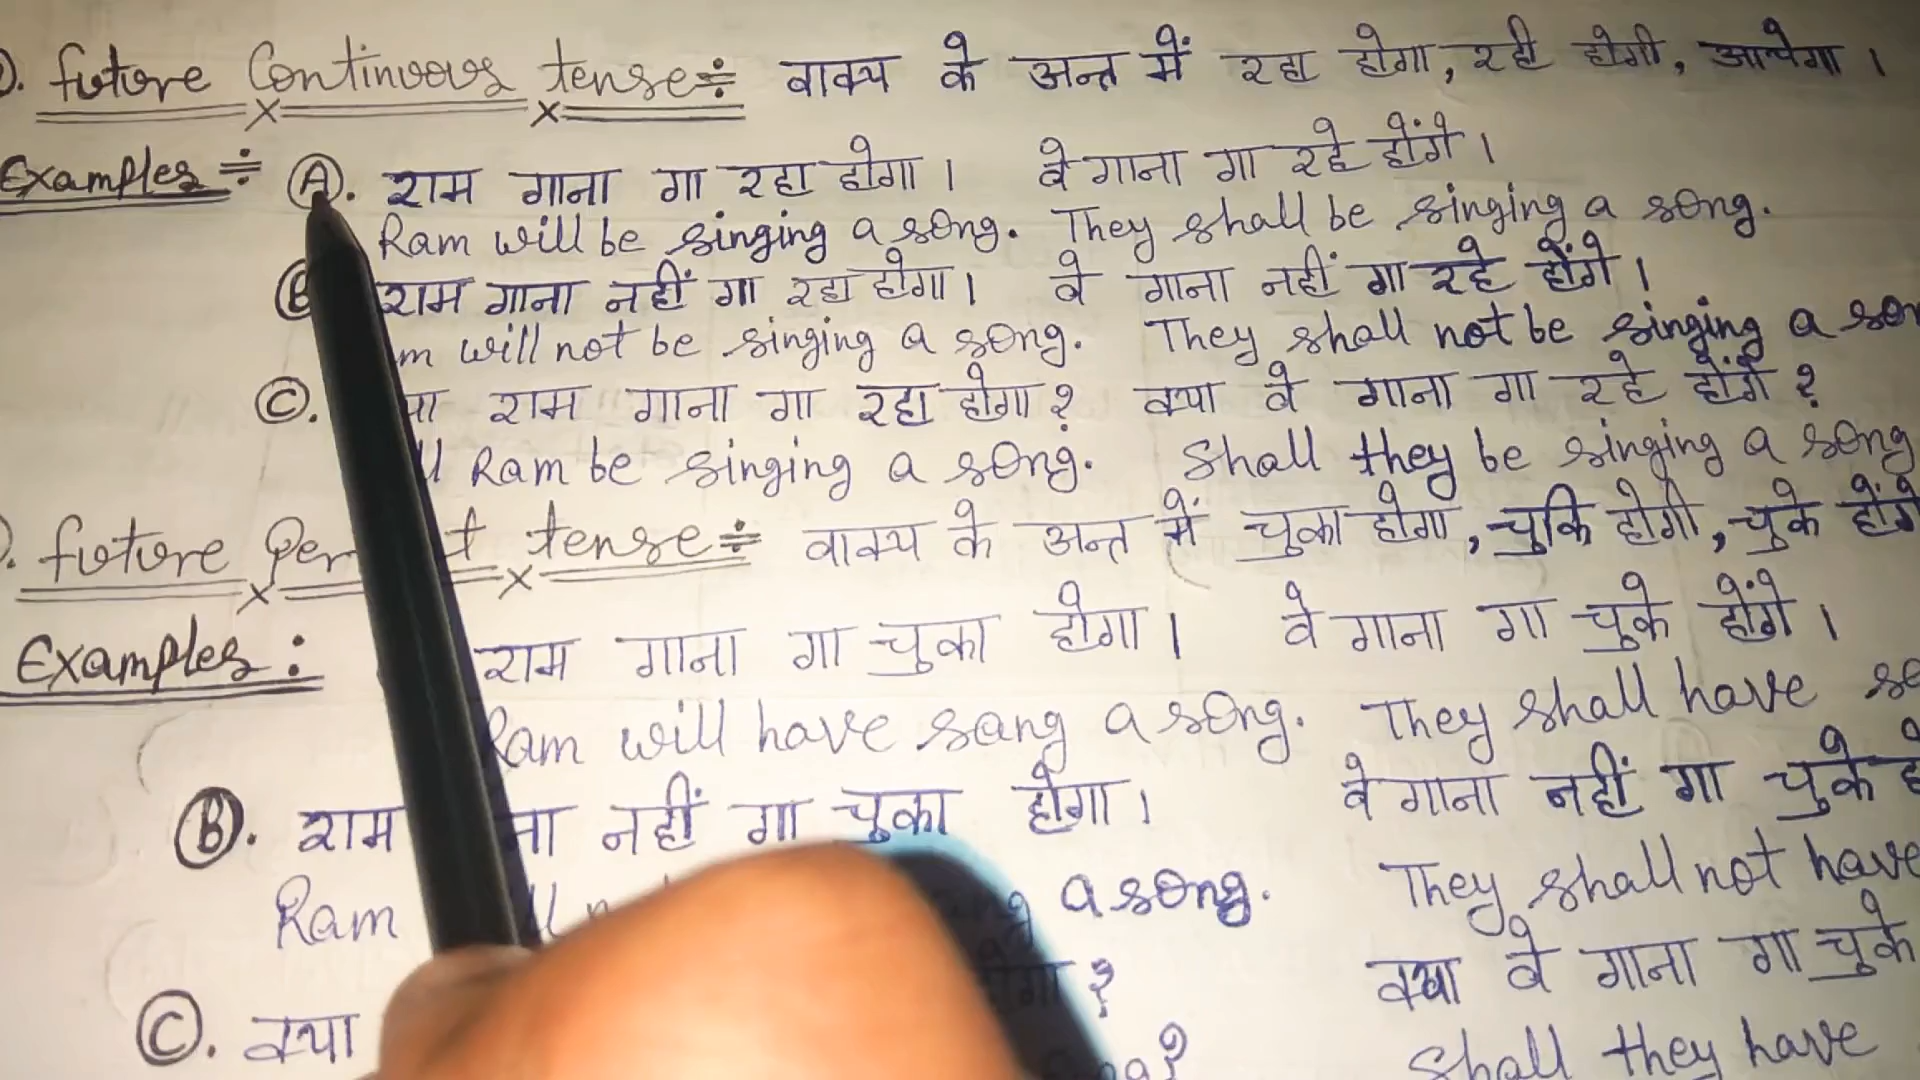 future Continuous tense÷ वाक्य के अन्त में रहा होगा, रही होगी, आयेगा।
Examples÷ A. राम गाना गा रहा होगा। वे गाना गा रहे होंगे।
Ram will be singing a song. They shall be singing a song.
राम गाना नहीं गा रहा होगा। वे गाना नहीं गा रहे होंगे।
will not be singing a song. They shall not be singing a
C. राम गाना गा रहा होगा? क्या वे गाना गा रहे होंगे?
Ram be singing a song. Shall they be singing a song
future tense÷ वाक्य के अन्त में चुका होगा, चुकि होगी, चुके
Examples: राम गाना गा चुका होगा। वे गाना गा चुके होंगे।
Ram will have sang a song. They shall have
B. राम नहीं गा चुका होगा। वे गाना नहीं गा चुके
Ram a song. They shall not have
C. क्या ? क्या वे गाना गा चुके
Shall they have